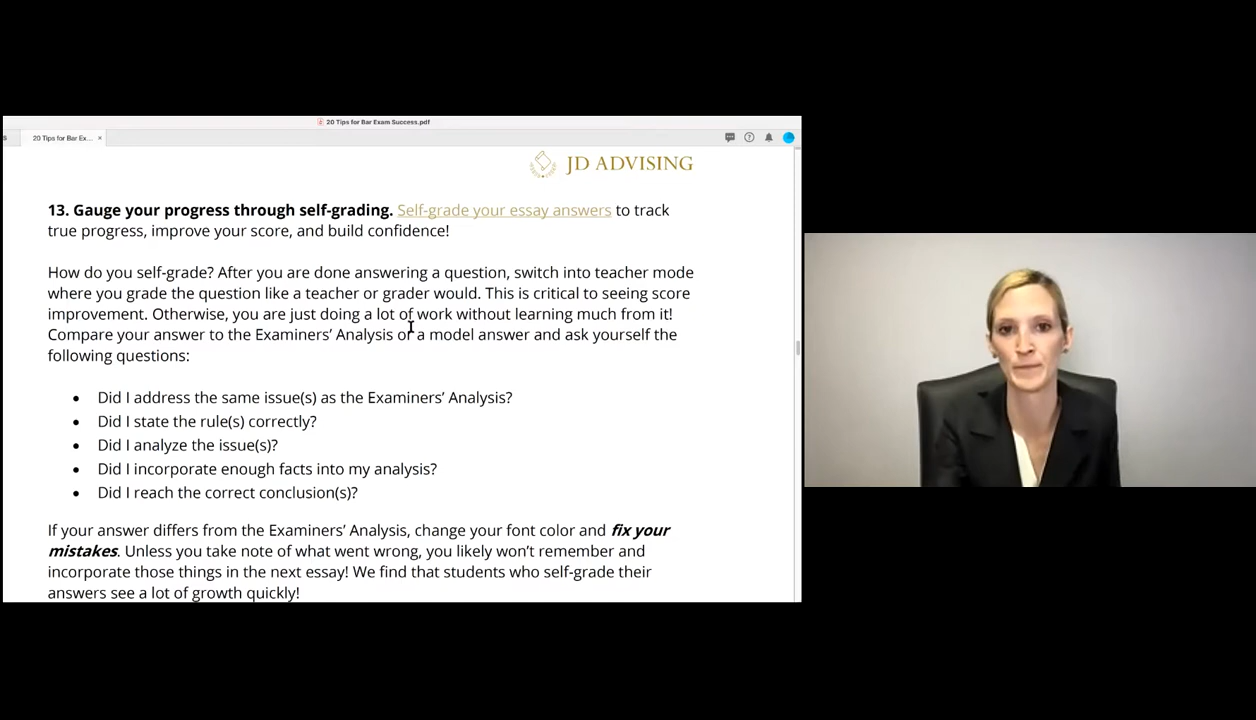 20 Tips for Bar Exam Success.pdf
s
20 Tips for Bar Ex... ×
JD ADVISING
13. Gauge your progress through self-grading. Self-grade your essay answers to track
true progress, improve your score, and build confidence!
How do you self-grade? After you are done answering a question, switch into teacher mode
where you grade the question like a teacher or grader would. This is critical to seeing score
improvement. Otherwise, you are just doing a lot of work without learning much from it!
Compare your answer to the Examiners’ Analysis or a model answer and ask yourself the
following questions:
• Did I address the same issue(s) as the Examiners’ Analysis?
• Did I state the rule(s) correctly?
• Did I analyze the issue(s)?
• Did I incorporate enough facts into my analysis?
• Did I reach the correct conclusion(s)?
If your answer differs from the Examiners’ Analysis, change your font color and fix your
mistakes. Unless you take note of what went wrong, you likely won’t remember and
incorporate those things in the next essay! We find that students who self-grade their
answers see a lot of growth quickly!